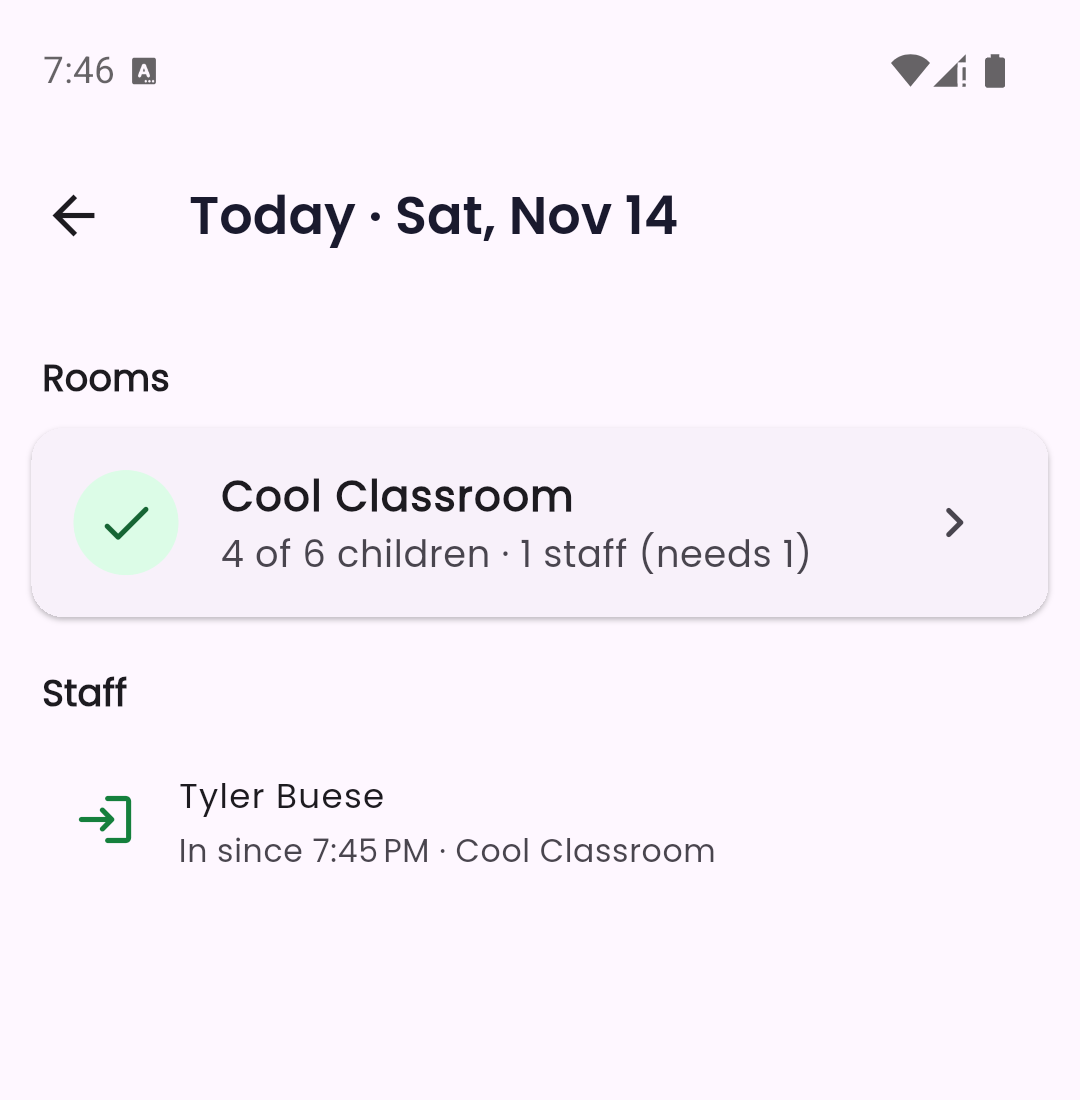 7:46
Today · Sat, Nov 14
Rooms
Cool Classroom
4 of 6 children · 1 staff (needs 1)
Staff
Tyler Buese
In since 7:45 PM · Cool Classroom